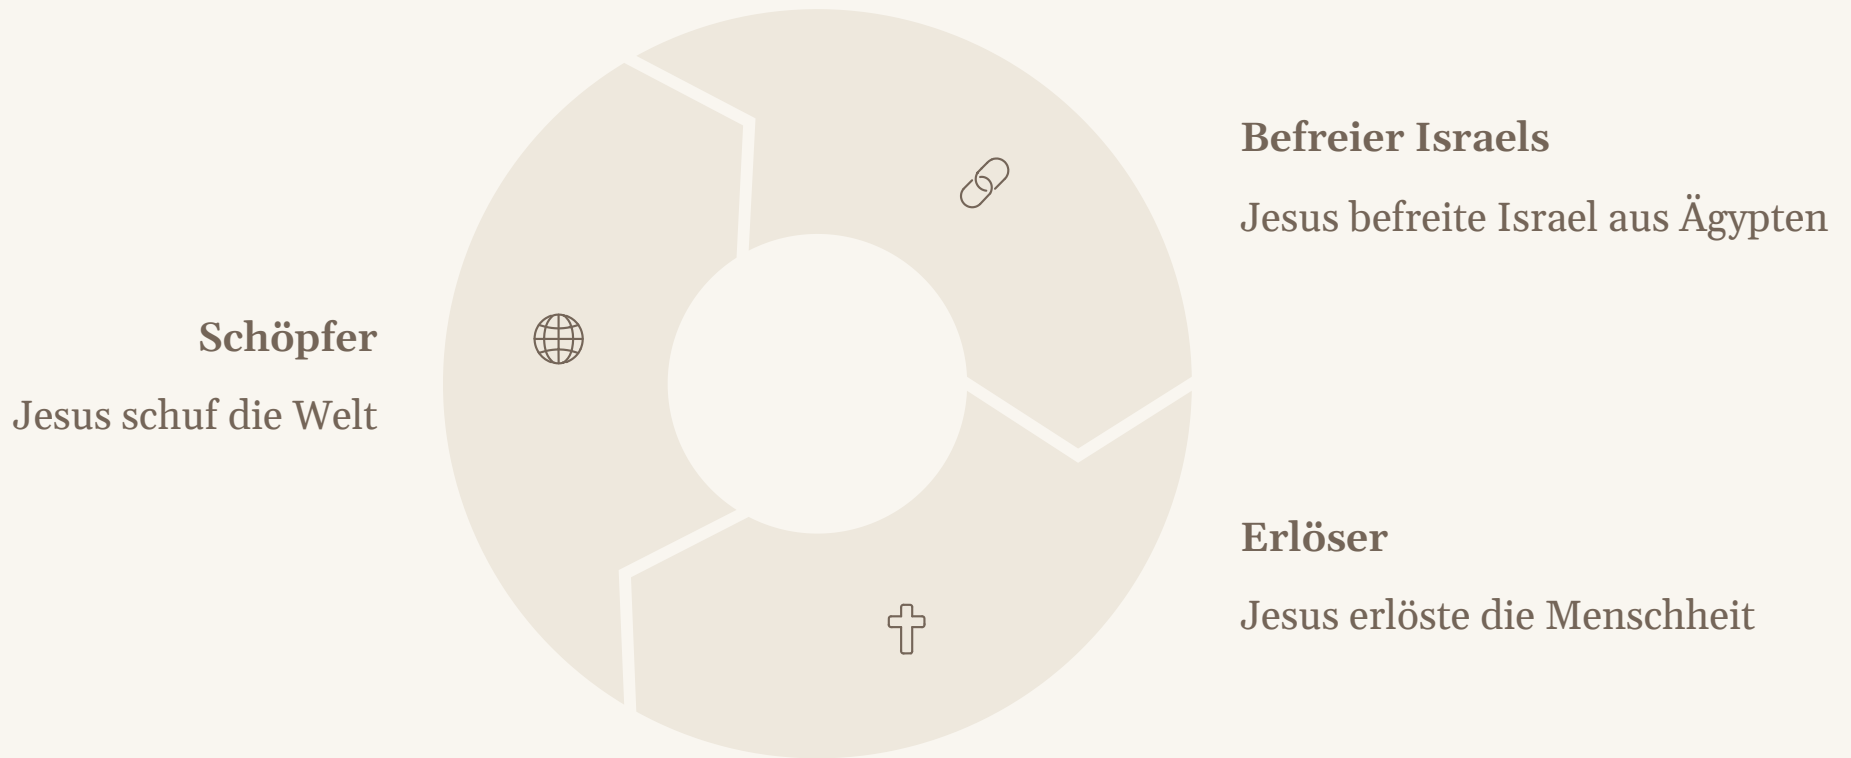 Befreier Israels
Jesus befreite Israel aus Ägypten
Schöpfer
Jesus schuf die Welt
Erlöser
Jesus erlöste die Menschheit